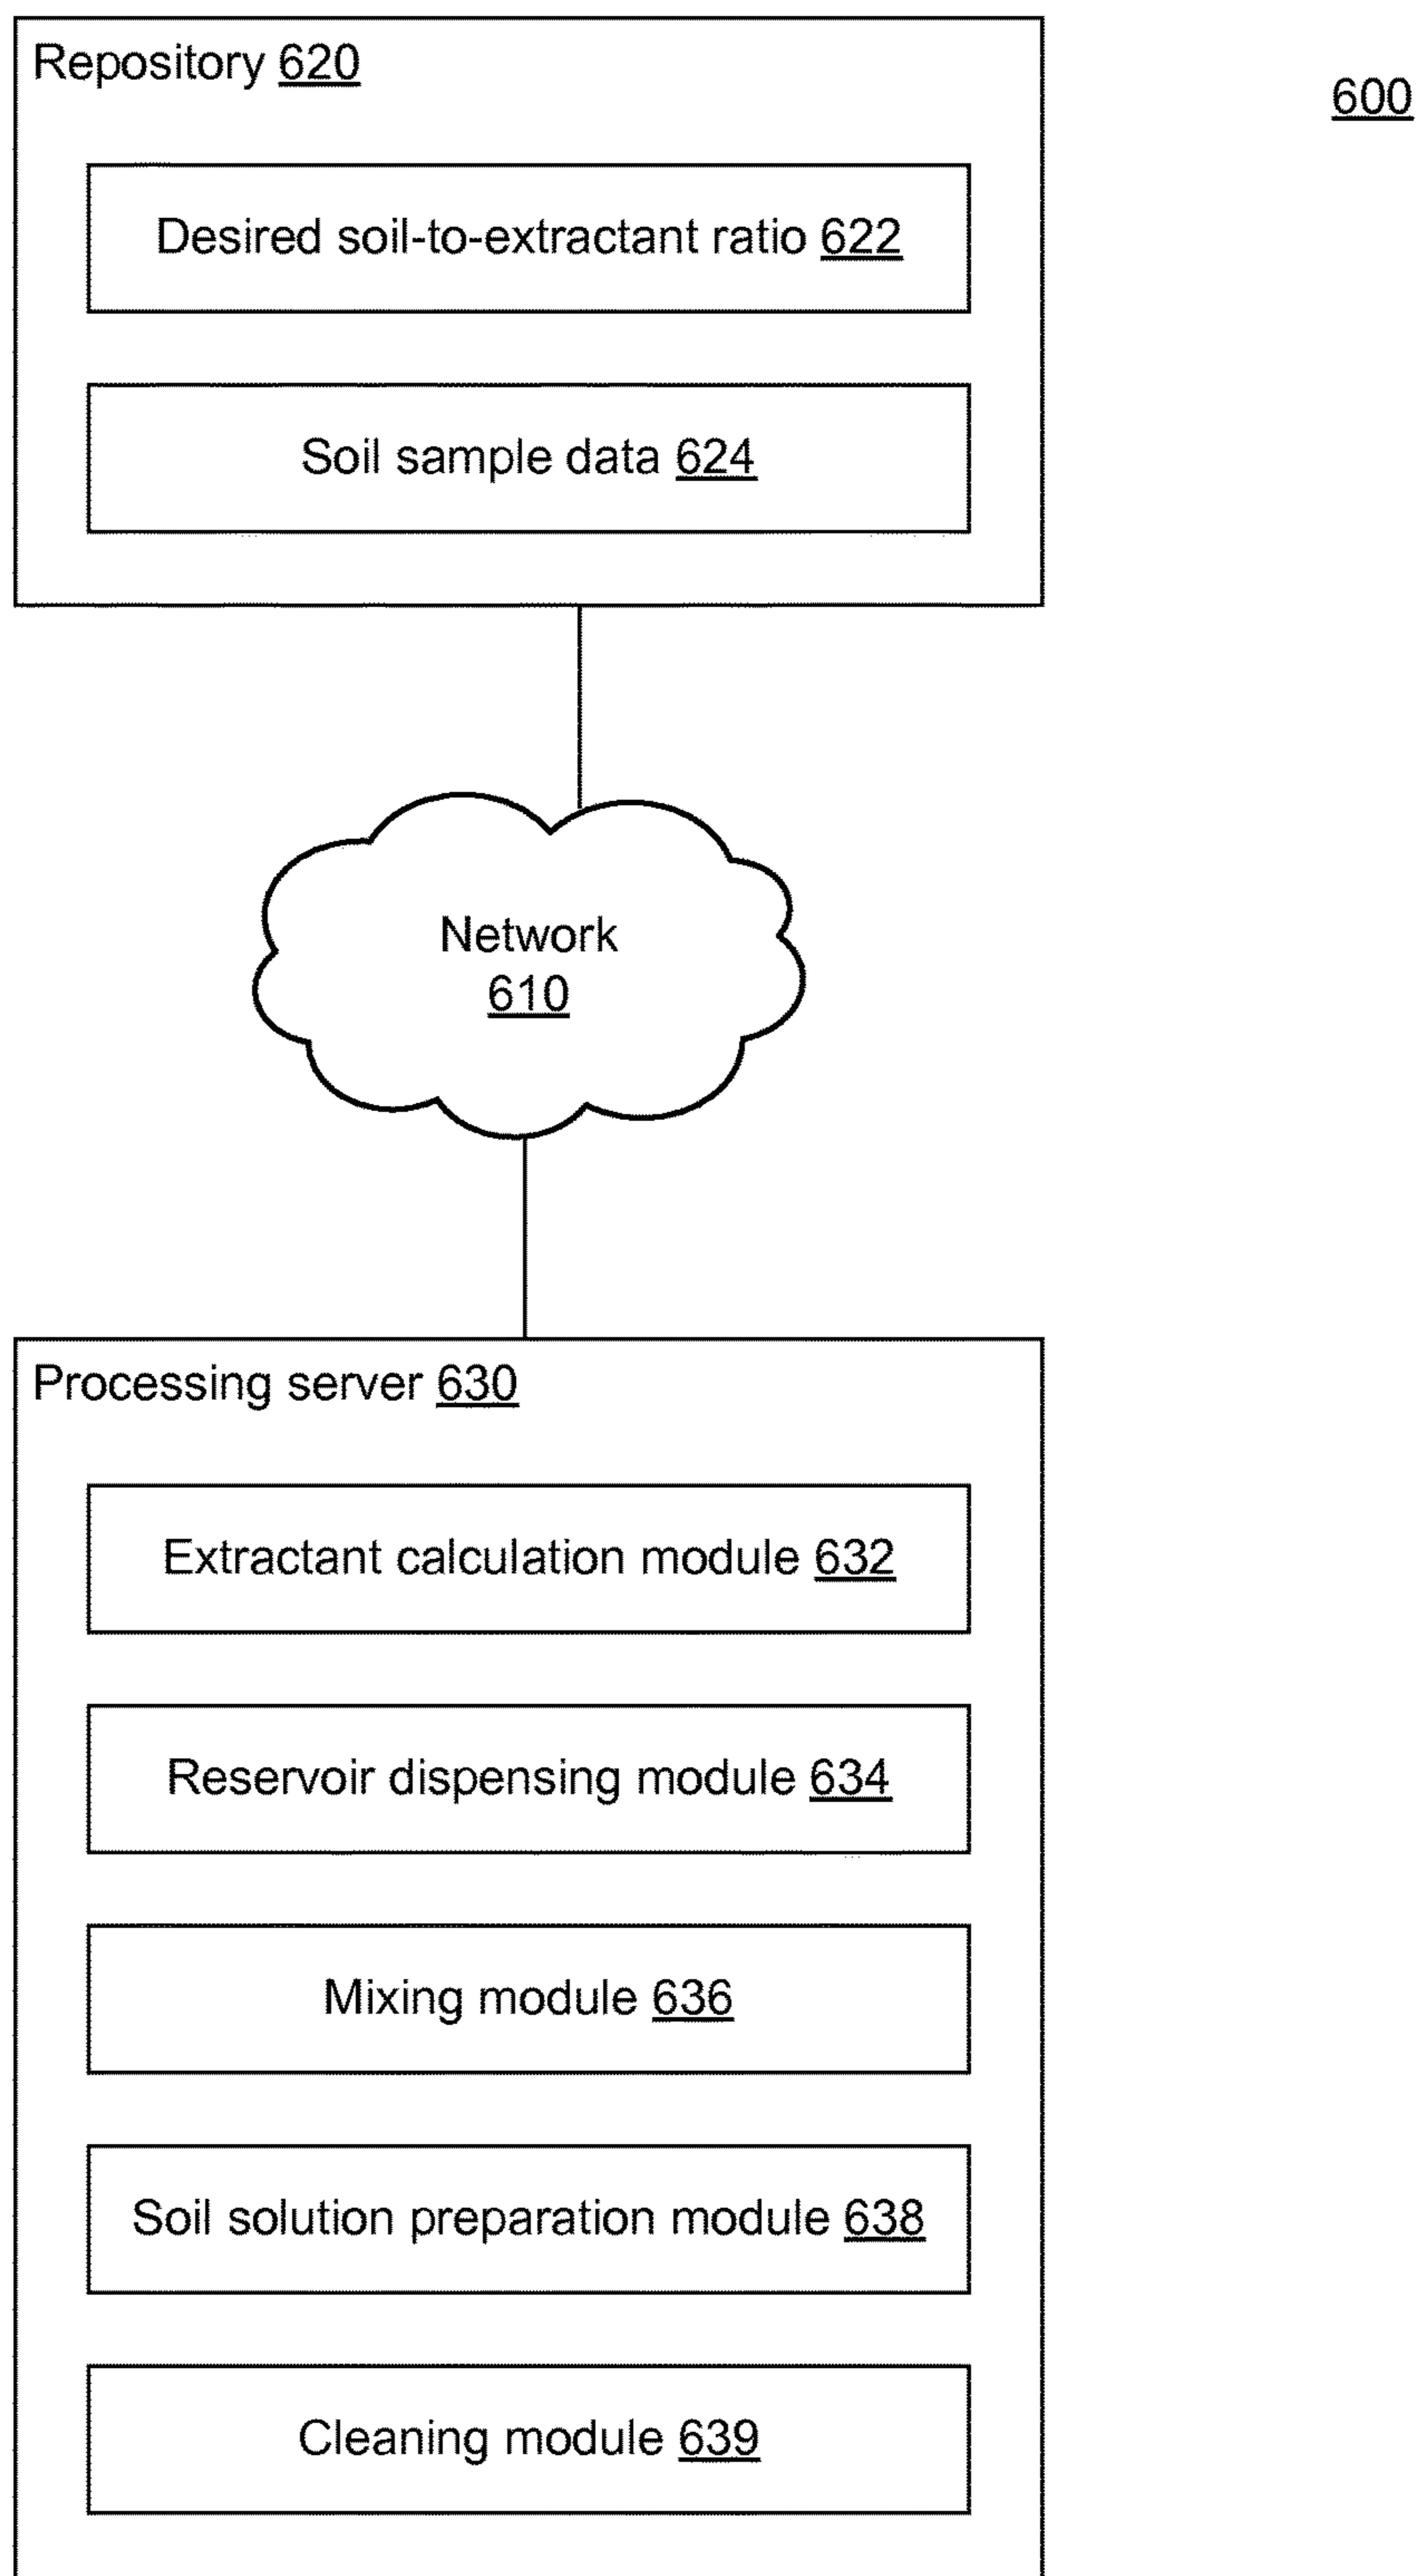 Repository 620
600
Desired soil-to-extractant ratio 622
Soil sample data 624
Network
610
Processing server 630
Extractant calculation module 632
Reservoir dispensing module 634
Mixing module 636
Soil solution preparation module 638
Cleaning module 639